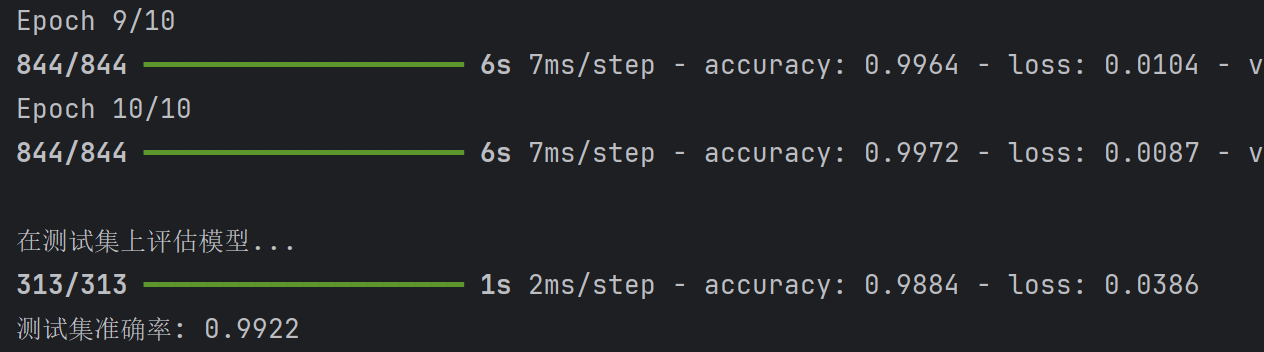 Epoch 9/10
844/844 ━━━━━━━━━━━━━━━━━━━━ 6s 7ms/step - accuracy: 0.9964 - loss: 0.0104 - v
Epoch 10/10
844/844 ━━━━━━━━━━━━━━━━━━━━ 6s 7ms/step - accuracy: 0.9972 - loss: 0.0087 - v
在测试集上评估模型...
313/313 ━━━━━━━━━━━━━━━━━━━━ 1s 2ms/step - accuracy: 0.9884 - loss: 0.0386
测试集准确率: 0.9922